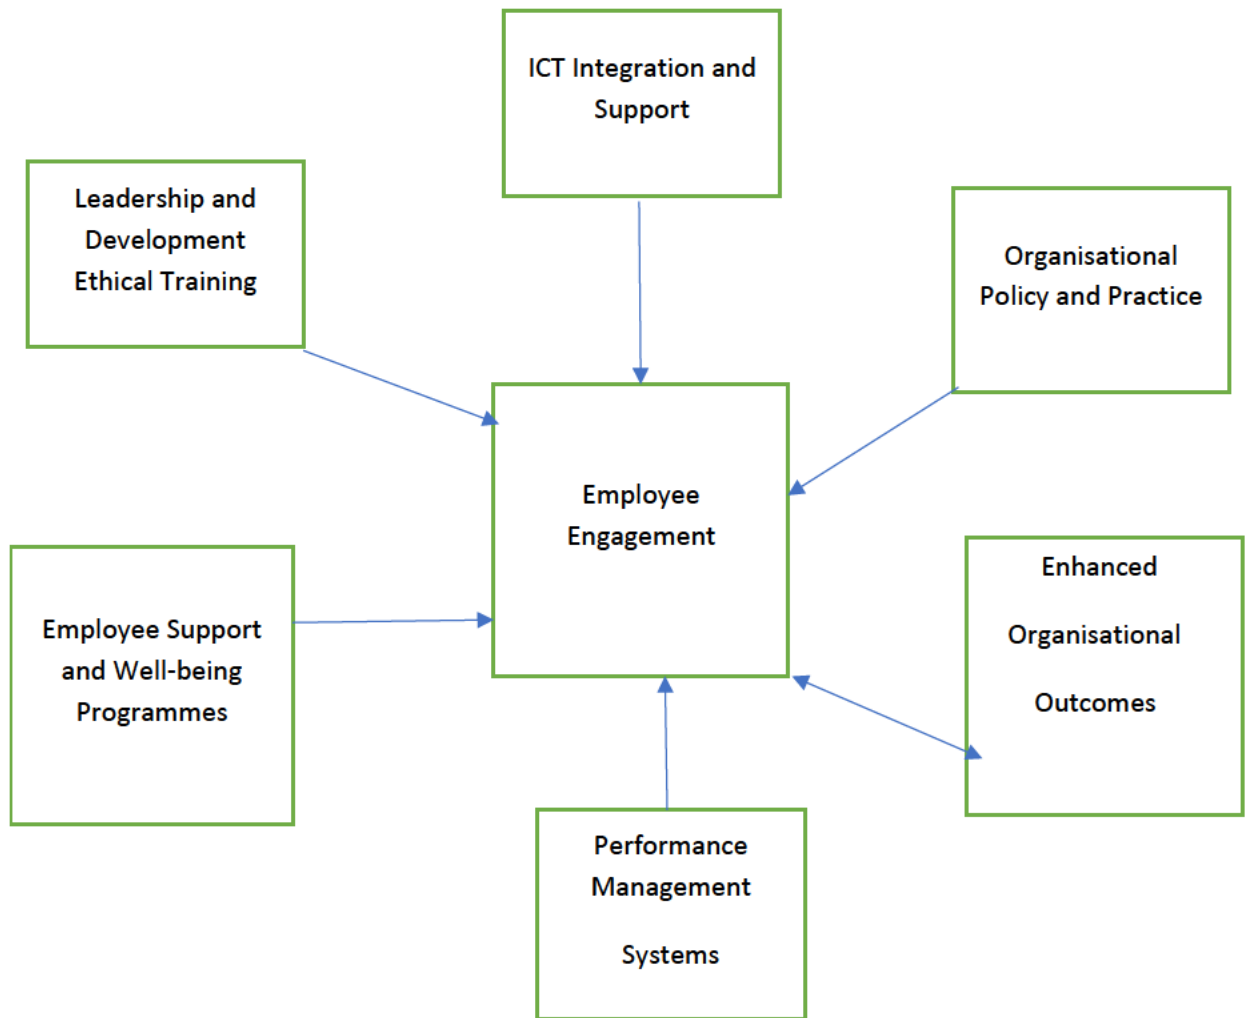 ICT Integration and
Support
Leadership and
Development
Ethical Training
Organisational
Policy and Practice
Employee
Engagement
Enhanced
Organisational
Outcomes
Employee Support
and Well-being
Programmes
Performance
Management
Systems